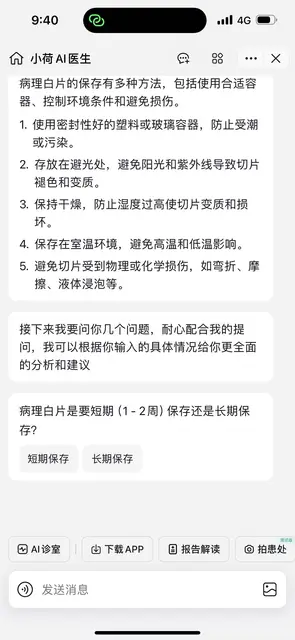 9:40
4G
小荷 AI 医生
病理白片的保存有多种方法，包括使用合适容
器、控制环境条件和避免损伤。
1. 使用密封性好的塑料或玻璃容器，防止受潮
或污染。
2. 存放在避光处，避免阳光和紫外线导致切片
褪色和变质。
3. 保持干燥，防止湿度过高使切片变质和损
坏。
4. 保存在室温环境，避免高温和低温影响。
5. 避免切片受到物理或化学损伤，如弯折、摩
擦、液体浸泡等。
接下来我要问你几个问题，耐心配合我的提
问，我可以根据你输入的具体情况给你更全面
的分析和建议
病理白片是要短期（1 - 2 周）保存还是长期保
存？
短期保存 长期保存
AI 诊室 下载 APP 报告解读 拍患处
发送消息